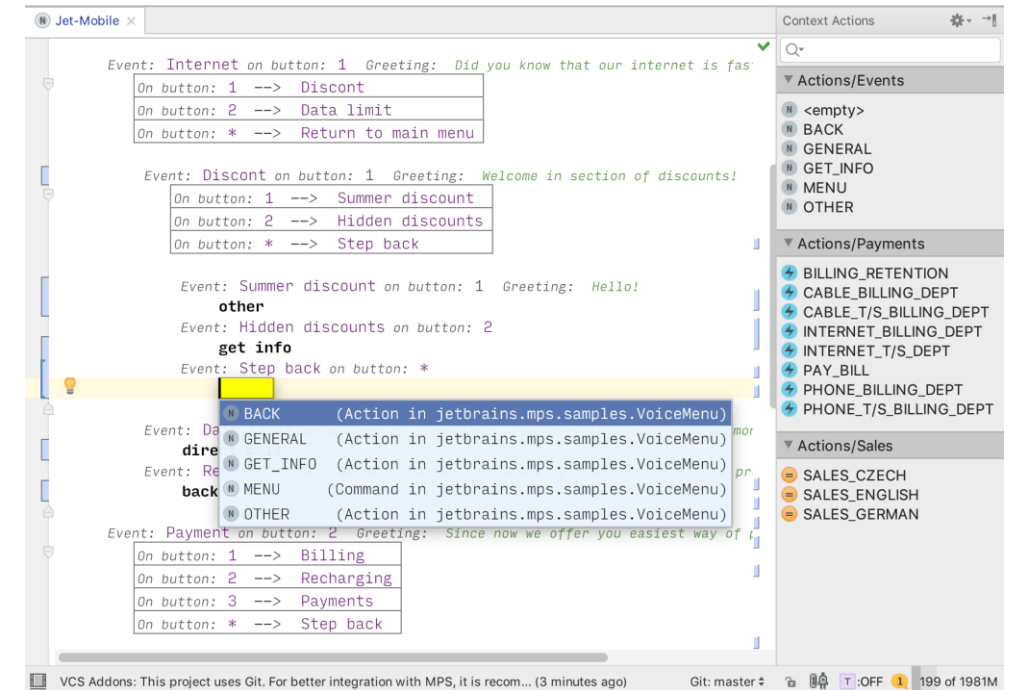 Jet-Mobile
Event: Internet on button: 1 Greeting: Did you know that our internet is fas
On button: 1 --> Discont
On button: 2 --> Data limit
On button: * --> Return to main menu
Event: Discont on button: 1 Greeting: Welcome in section of discounts!
On button: 1 --> Summer discount
On button: 2 --> Hidden discounts
On button: * --> Step back
Event: Summer discount on button: 1 Greeting: Hello!
other
Event: Hidden discounts on button: 2
get info
Event: Step back on button: *
N BACK (Action in jetbrains.mps.samples.VoiceMenu)
N GENERAL (Action in jetbrains.mps.samples.VoiceMenu)
N GET_INFO (Action in jetbrains.mps.samples.VoiceMenu)
N MENU (Command in jetbrains.mps.samples.VoiceMenu)
N OTHER (Action in jetbrains.mps.samples.VoiceMenu)
Event: Da
dire
Event: Re
back
Event: Payment on button: 2 Greeting: Since now we offer you easiest way of
On button: 1 --> Billing
On button: 2 --> Recharging
On button: 3 --> Payments
On button: * --> Step back
Context Actions
Actions/Events
N <empty>
N BACK
N GENERAL
N GET_INFO
N MENU
N OTHER
Actions/Payments
BILLING_RETENTION
CABLE_BILLING_DEPT
CABLE_T/S_BILLING_DEPT
INTERNET_BILLING_DEPT
INTERNET_T/S_DEPT
PAY_BILL
PHONE_BILLING_DEPT
PHONE_T/S_BILLING_DEPT
Actions/Sales
SALES_CZECH
SALES_ENGLISH
SALES_GERMAN
VCS Addons: This project uses Git. For better integration with MPS, it is recom... (3 minutes ago) Git: master T :OFF 1 199 of 1981M